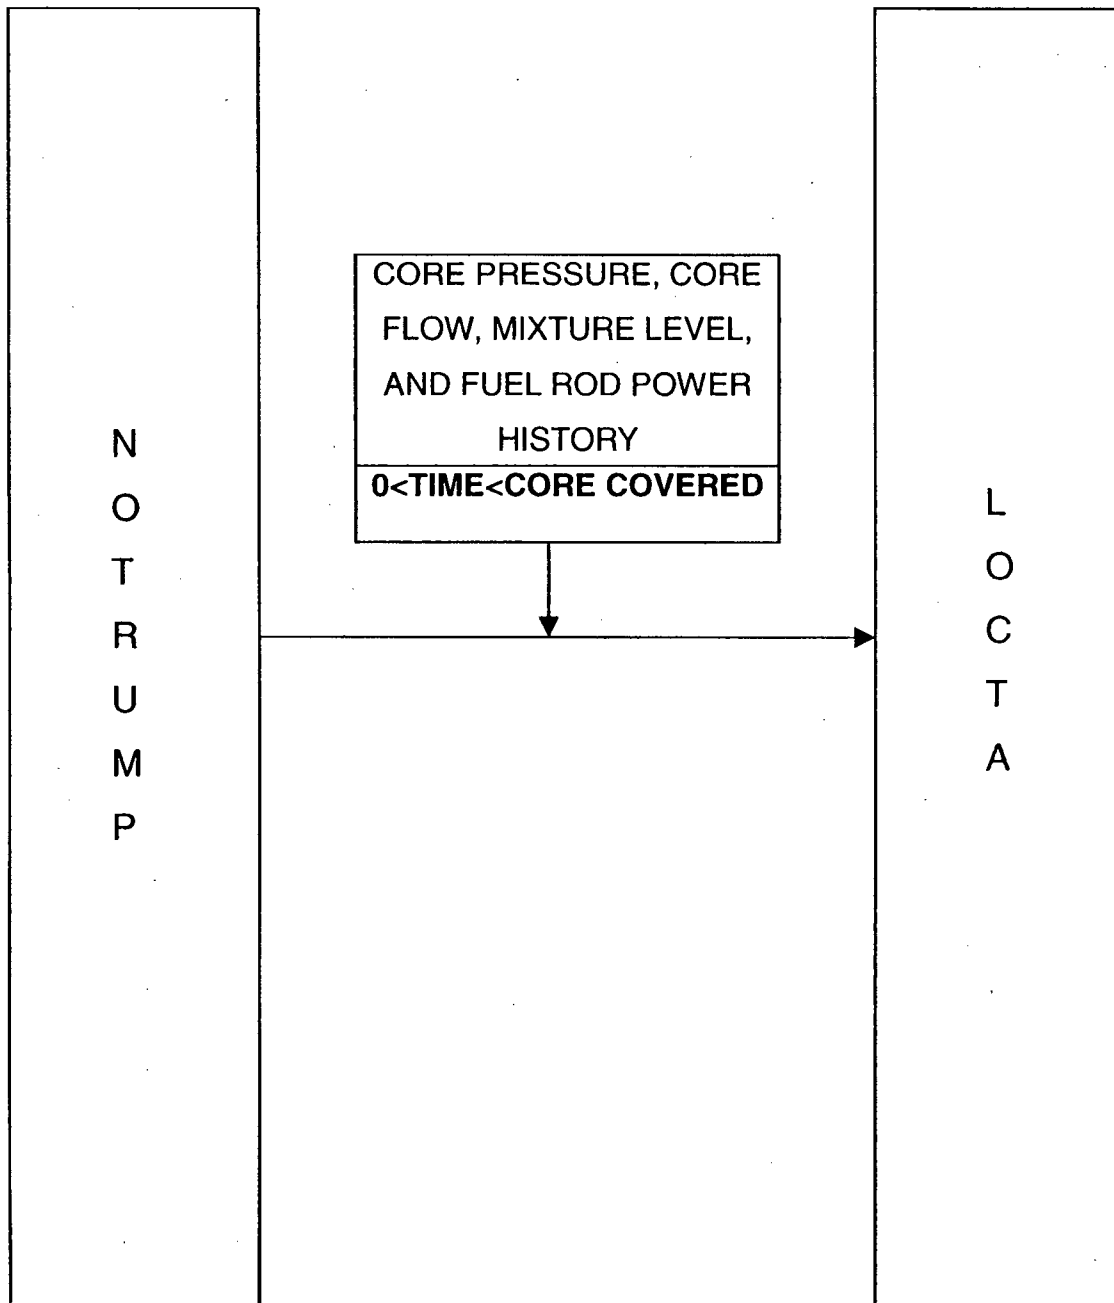 CORE PRESSURE, CORE
FLOW, MIXTURE LEVEL,
AND FUEL ROD POWER
HISTORY
0<TIME<CORE COVERED
N
O
T
R
U
M
P
L
O
C
T
A